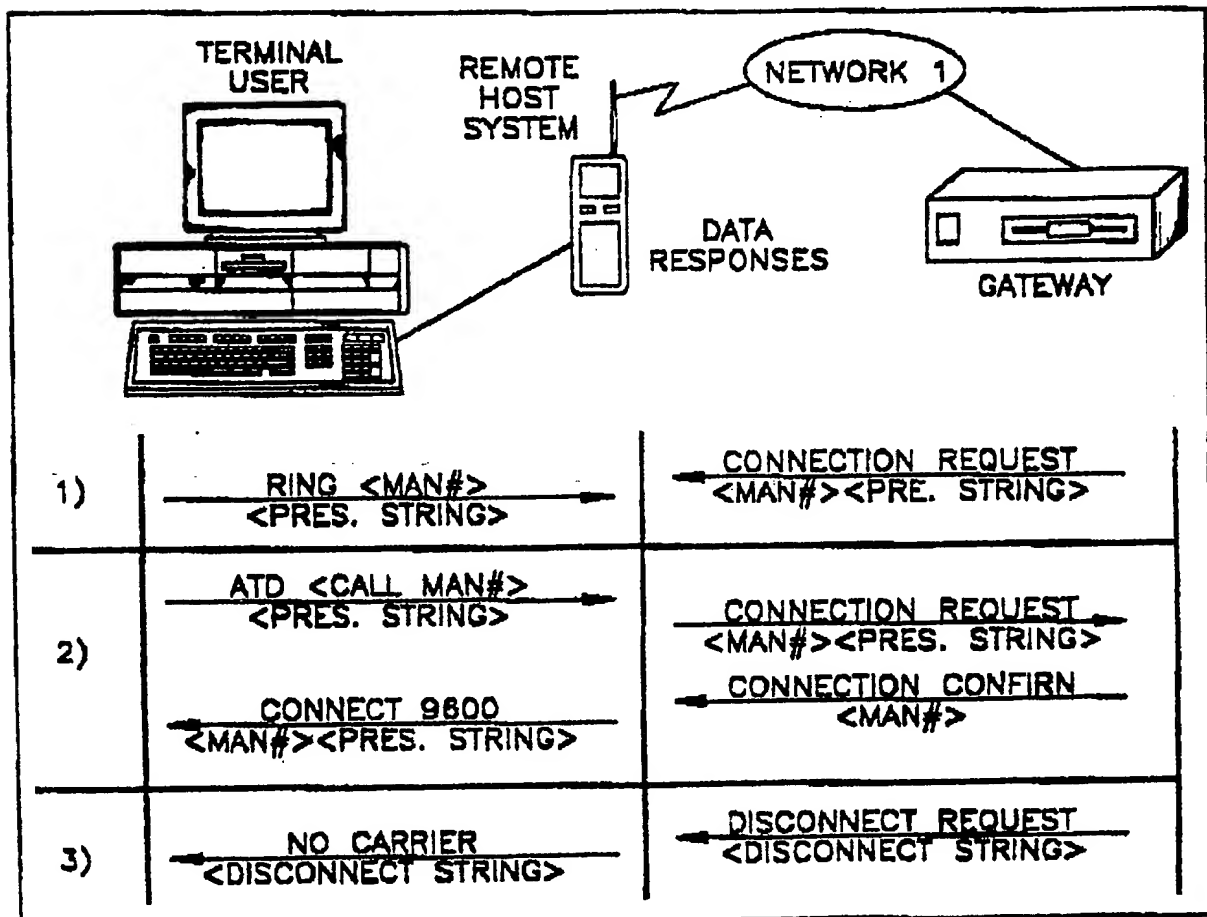 TERMINAL
USER
REMOTE
HOST
SYSTEM
NETWORK 1
DATA
RESPONSES
GATEWAY
1)
RING <MAN#>
<PRES. STRING>
CONNECTION REQUEST
<MAN#><PRE. STRING>
2)
ATD <CALL MAN#>
<PRES. STRING>
CONNECTION REQUEST
<MAN#><PRES. STRING>
CONNECTION CONFIRN
<MAN#>
CONNECT 9600
<MAN#><PRES. STRING>
3)
NO CARRIER
<DISCONNECT STRING>
DISCONNECT REQUEST
<DISCONNECT STRING>